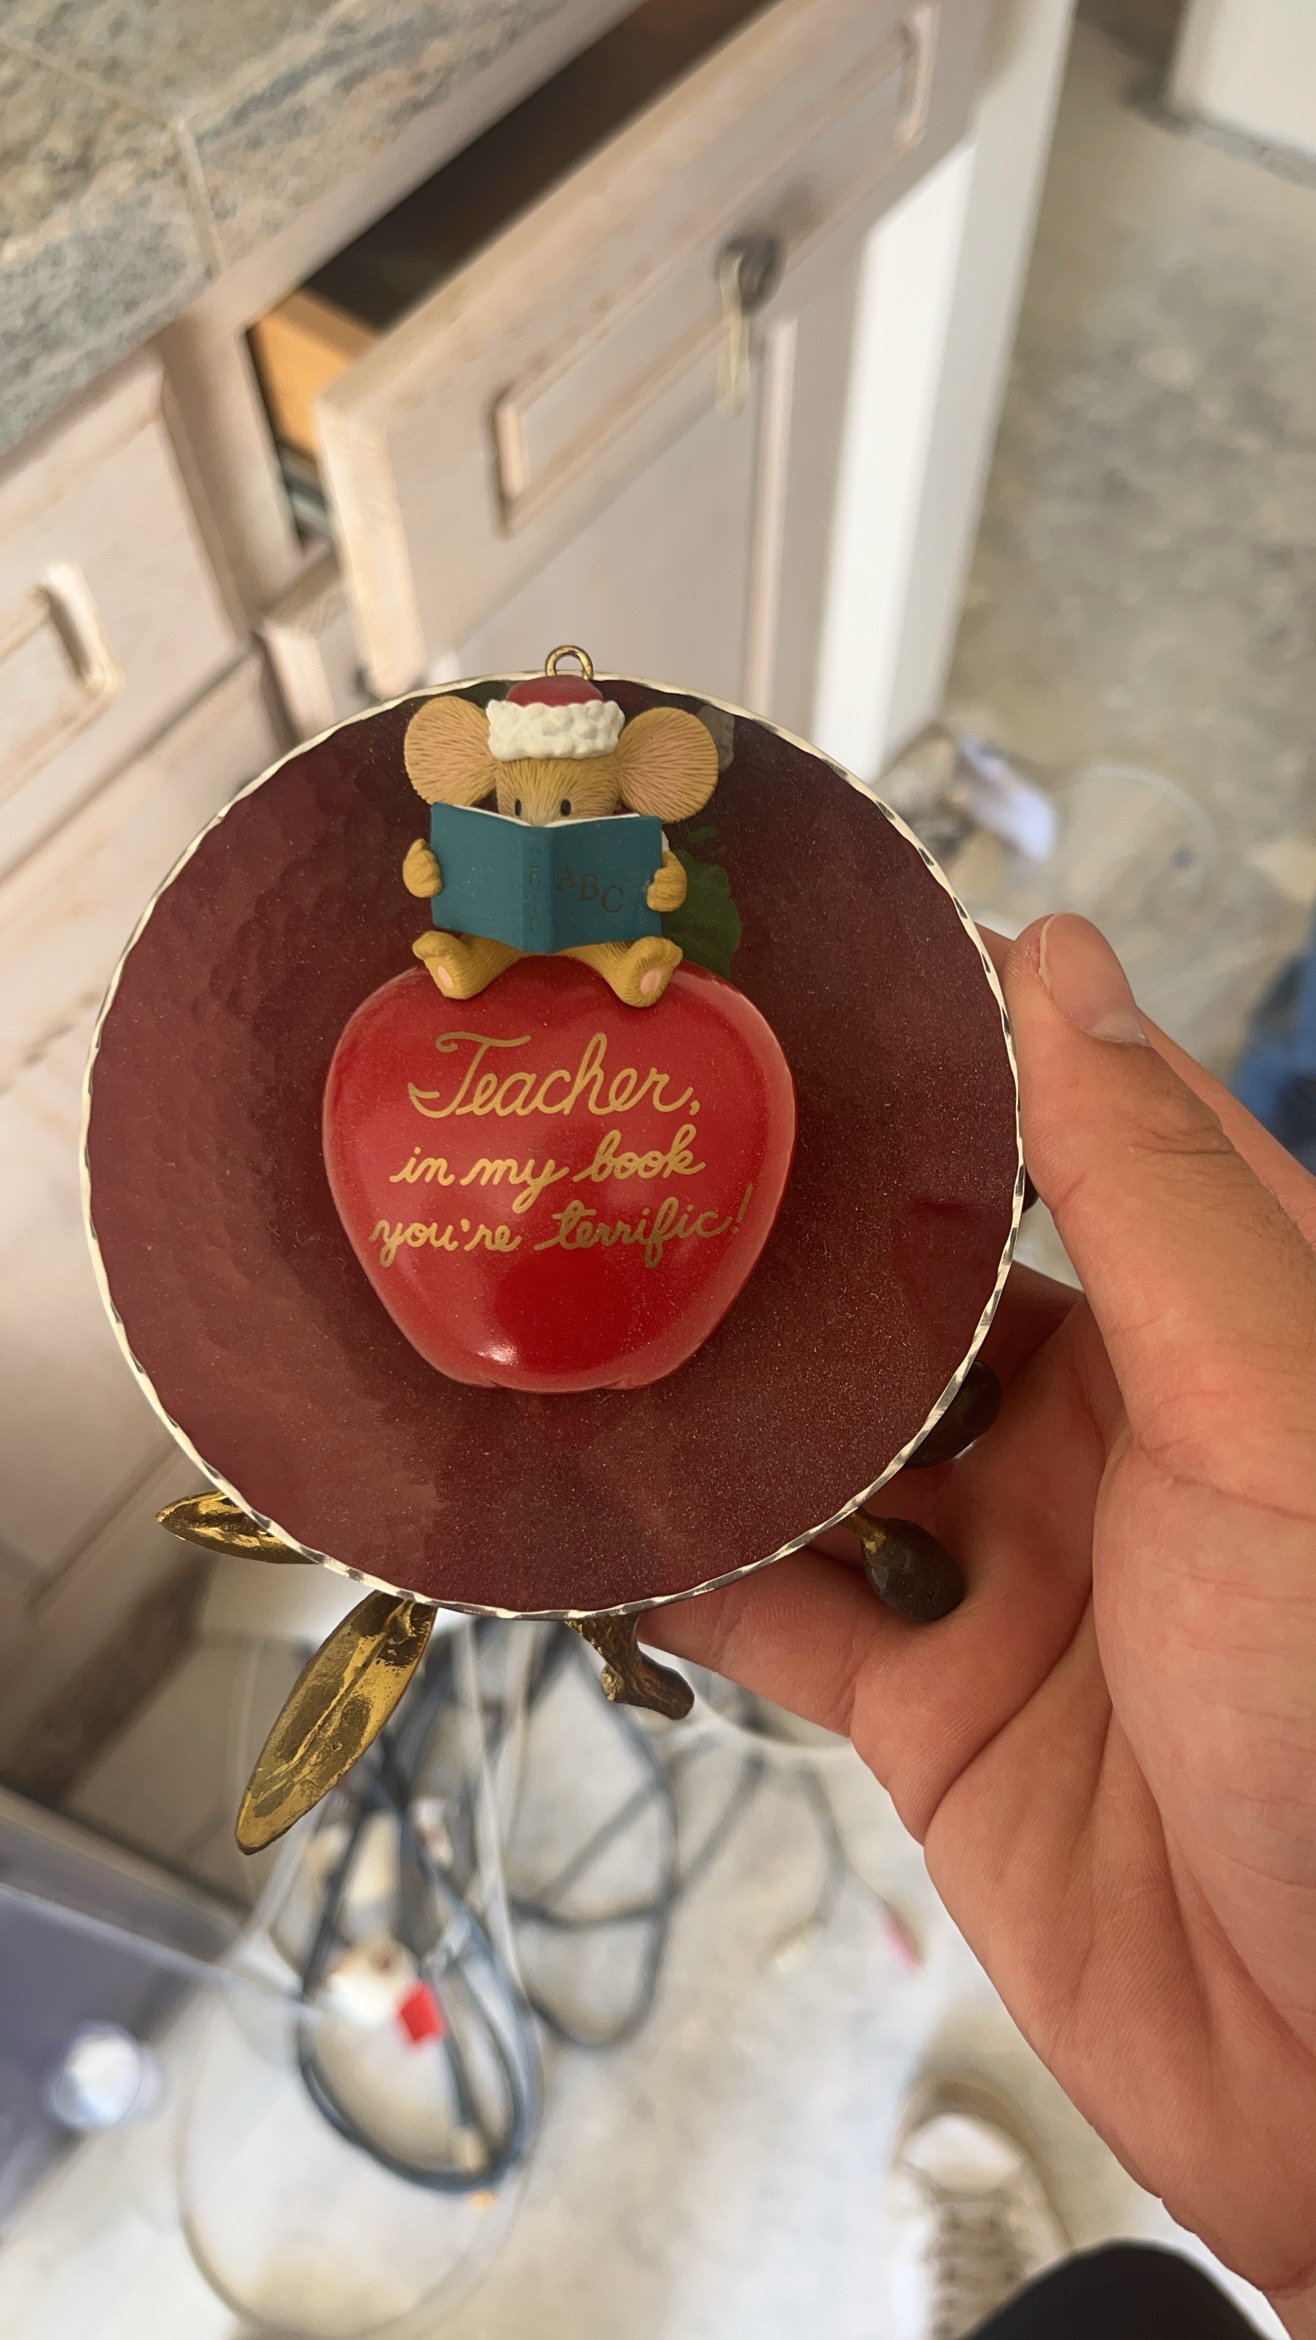 ABC
Teacher,
in my book
you're terrific!